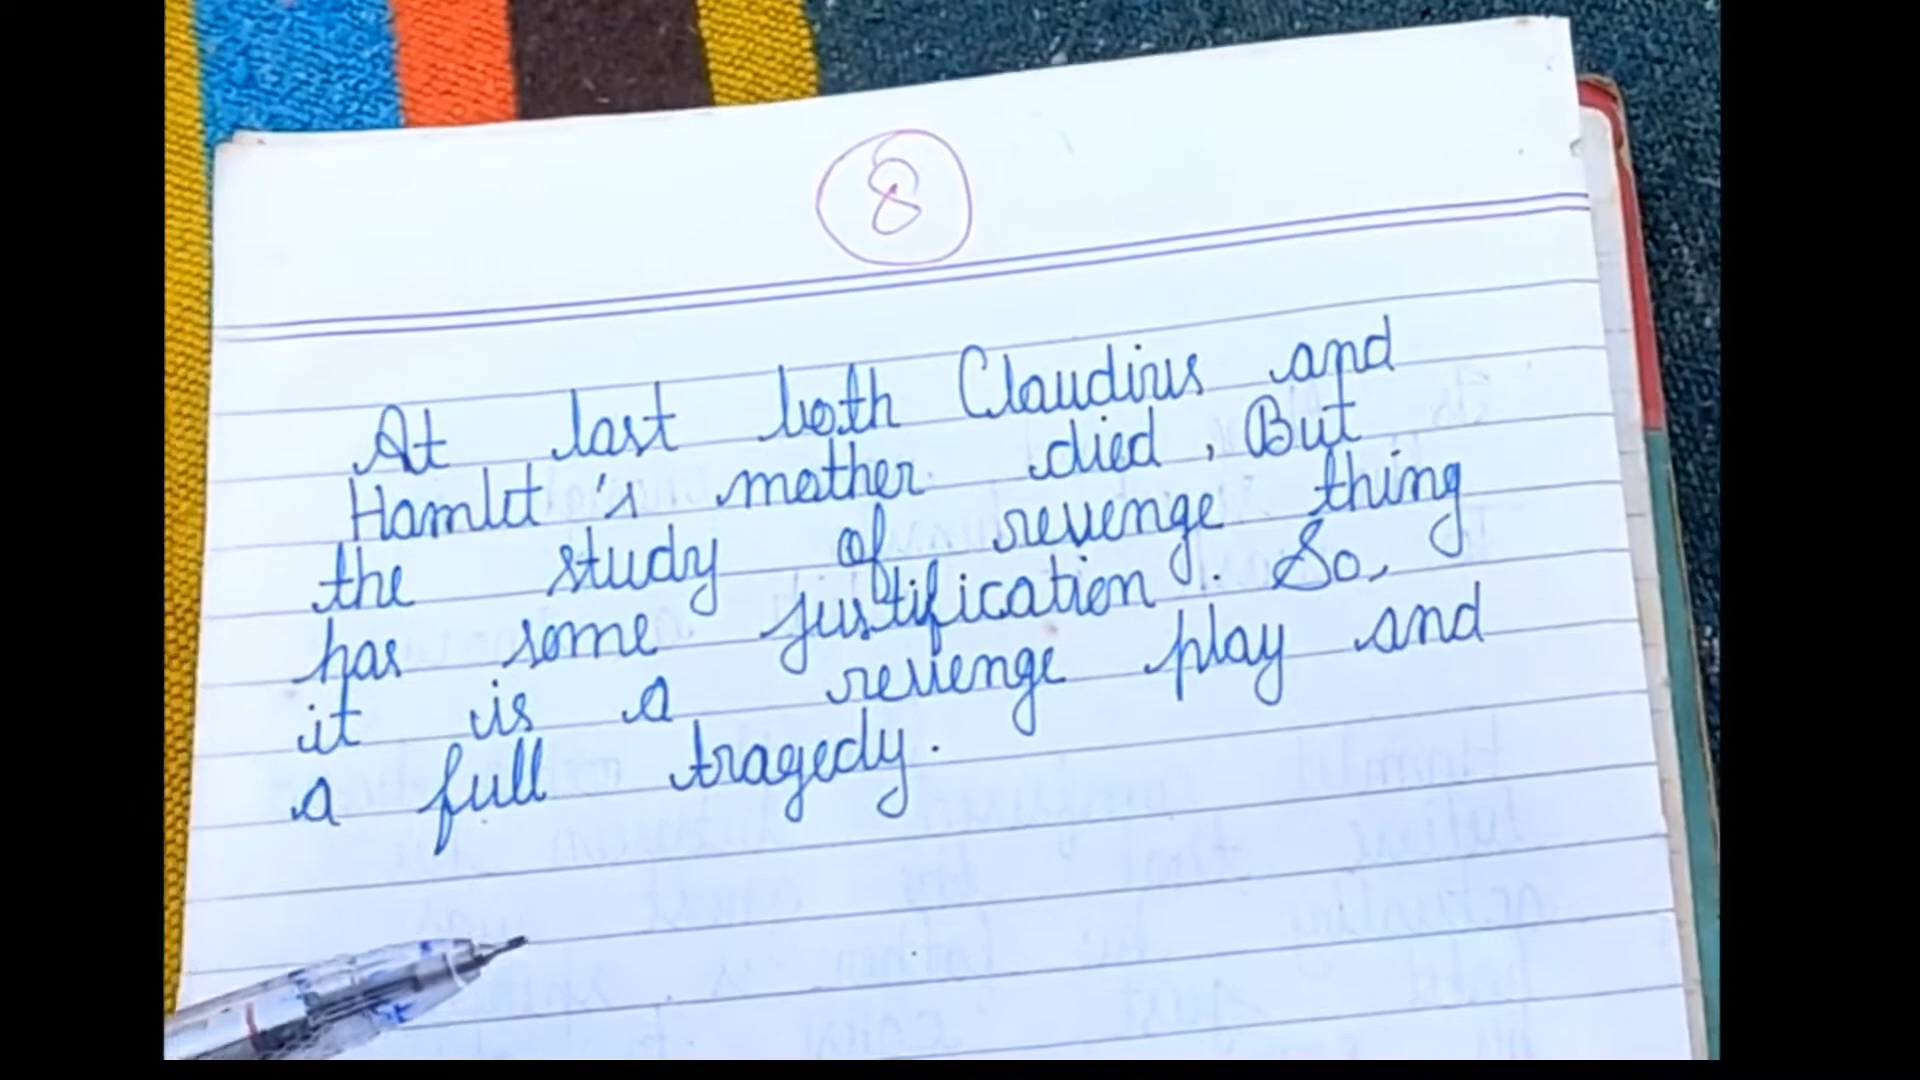 8
At last both Claudius and
Hamlet's mother died, But
the study of revenge thing
has some justification. So,
it is a revenge play and
a full tragedy.